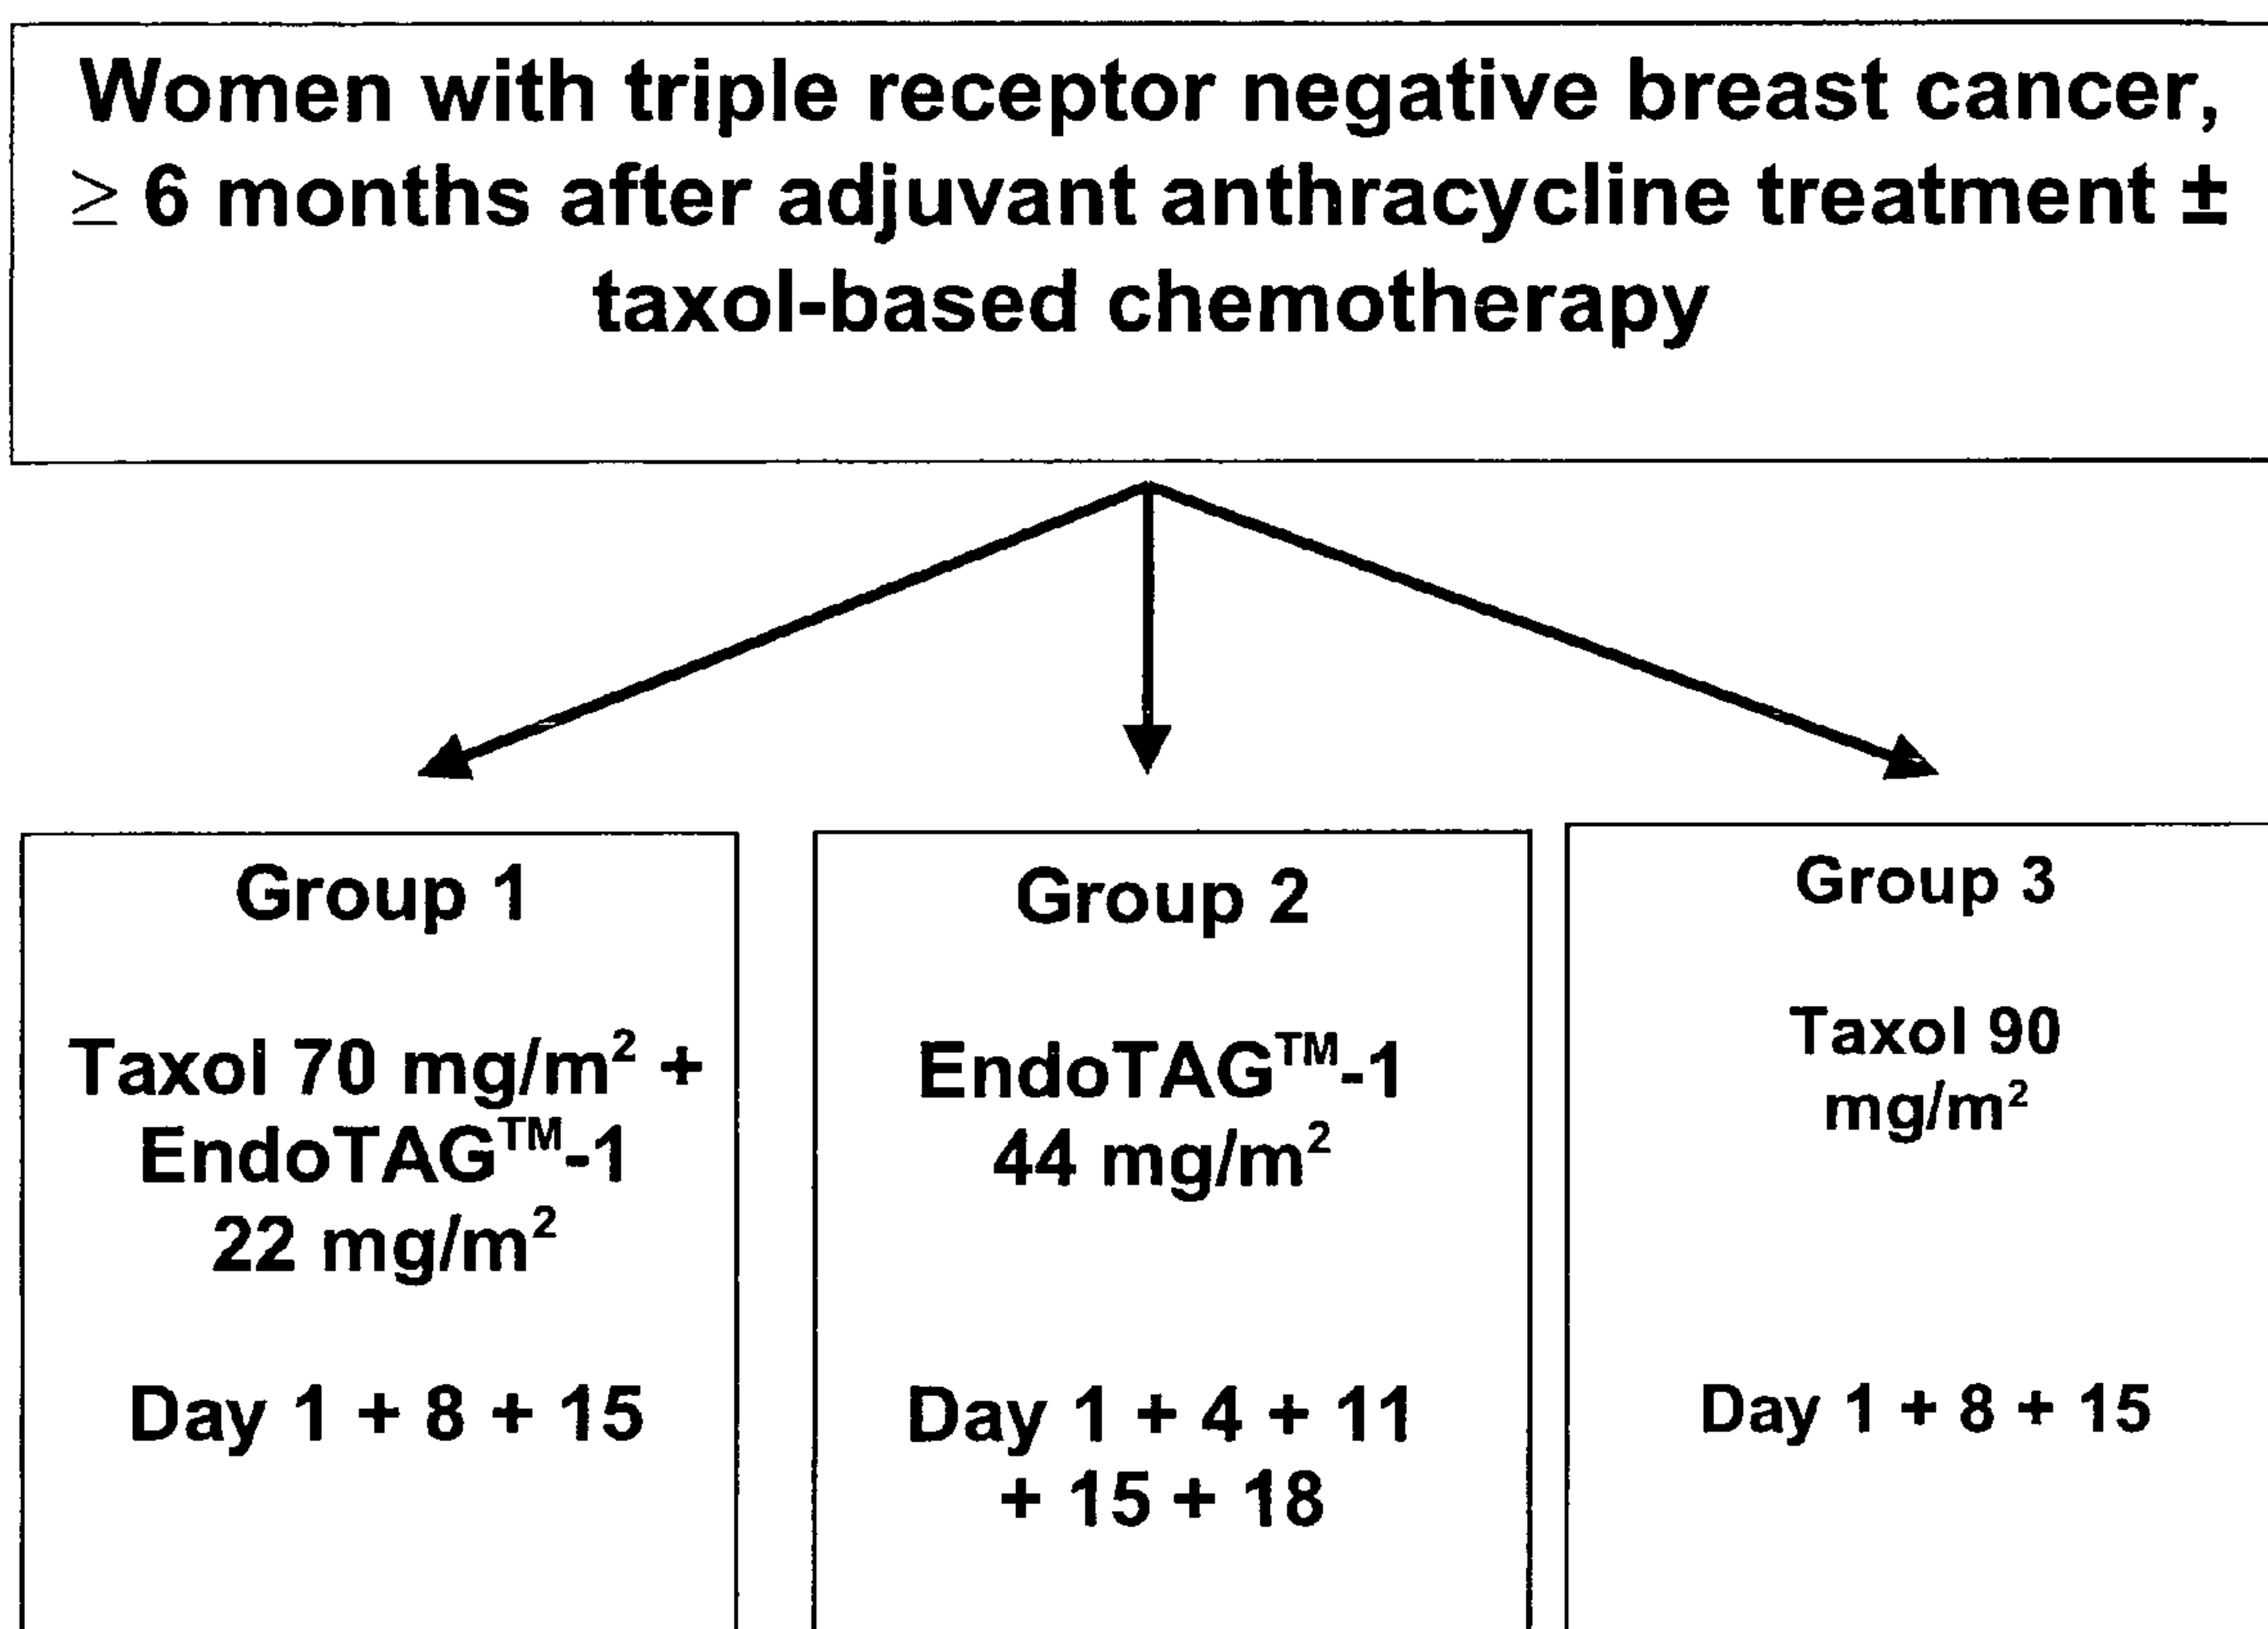 Women with triple receptor negative breast cancer,
≥ 6 months after adjuvant anthracycline treatment ±
taxol-based chemotherapy
Group 1
Taxol 70 mg/m² +
EndoTAG™-1
22 mg/m²
Day 1 + 8 + 15
Group 2
EndoTAG™-1
44 mg/m²
Day 1 + 4 + 11
+ 15 + 18
Group 3
Taxol 90
mg/m²
Day 1 + 8 + 15